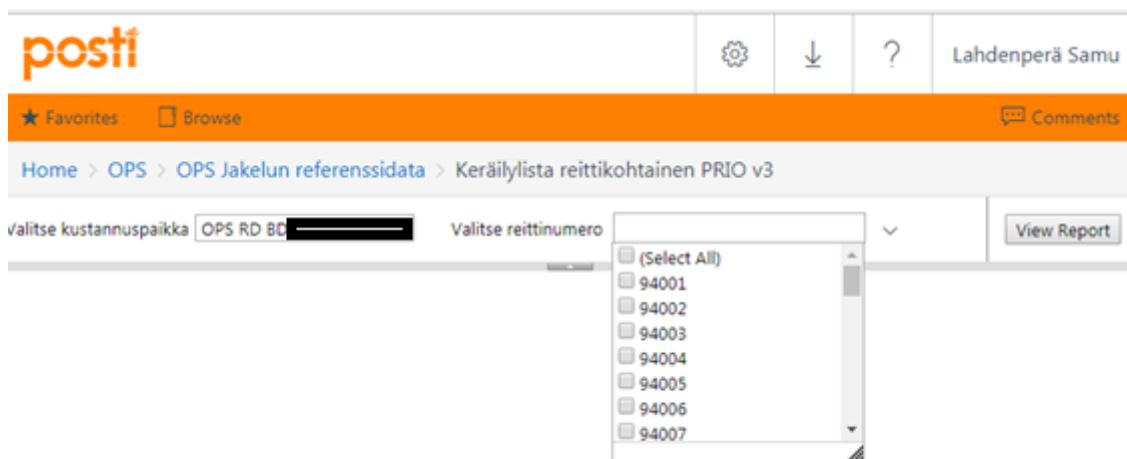 posti
? Lahdenperä Samu
★ Favorites Browse Comments
Home > OPS > OPS Jakelun referenssidata > Keräilylista reittikohtainen PRIO v3
Valitse kustannuspaikka OPS RD BD Valitse reittinumero View Report
(Select All)
94001
94002
94003
94004
94005
94006
94007